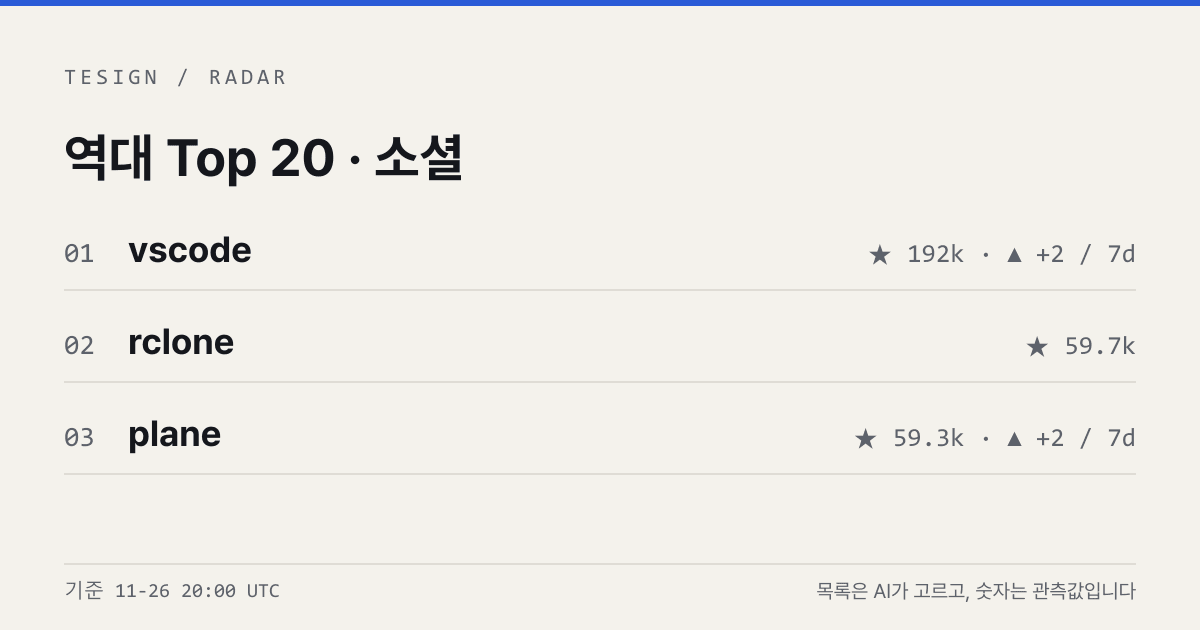 TESIGN / RADAR
역대 Top 20 · 소셜
01 vscode ★ 192k · ▲ +2 / 7d
02 rclone ★ 59.7k
03 plane ★ 59.3k · ▲ +2 / 7d
기준 11-26 20:00 UTC
목록은 AI가 고르고, 숫자는 관측값입니다